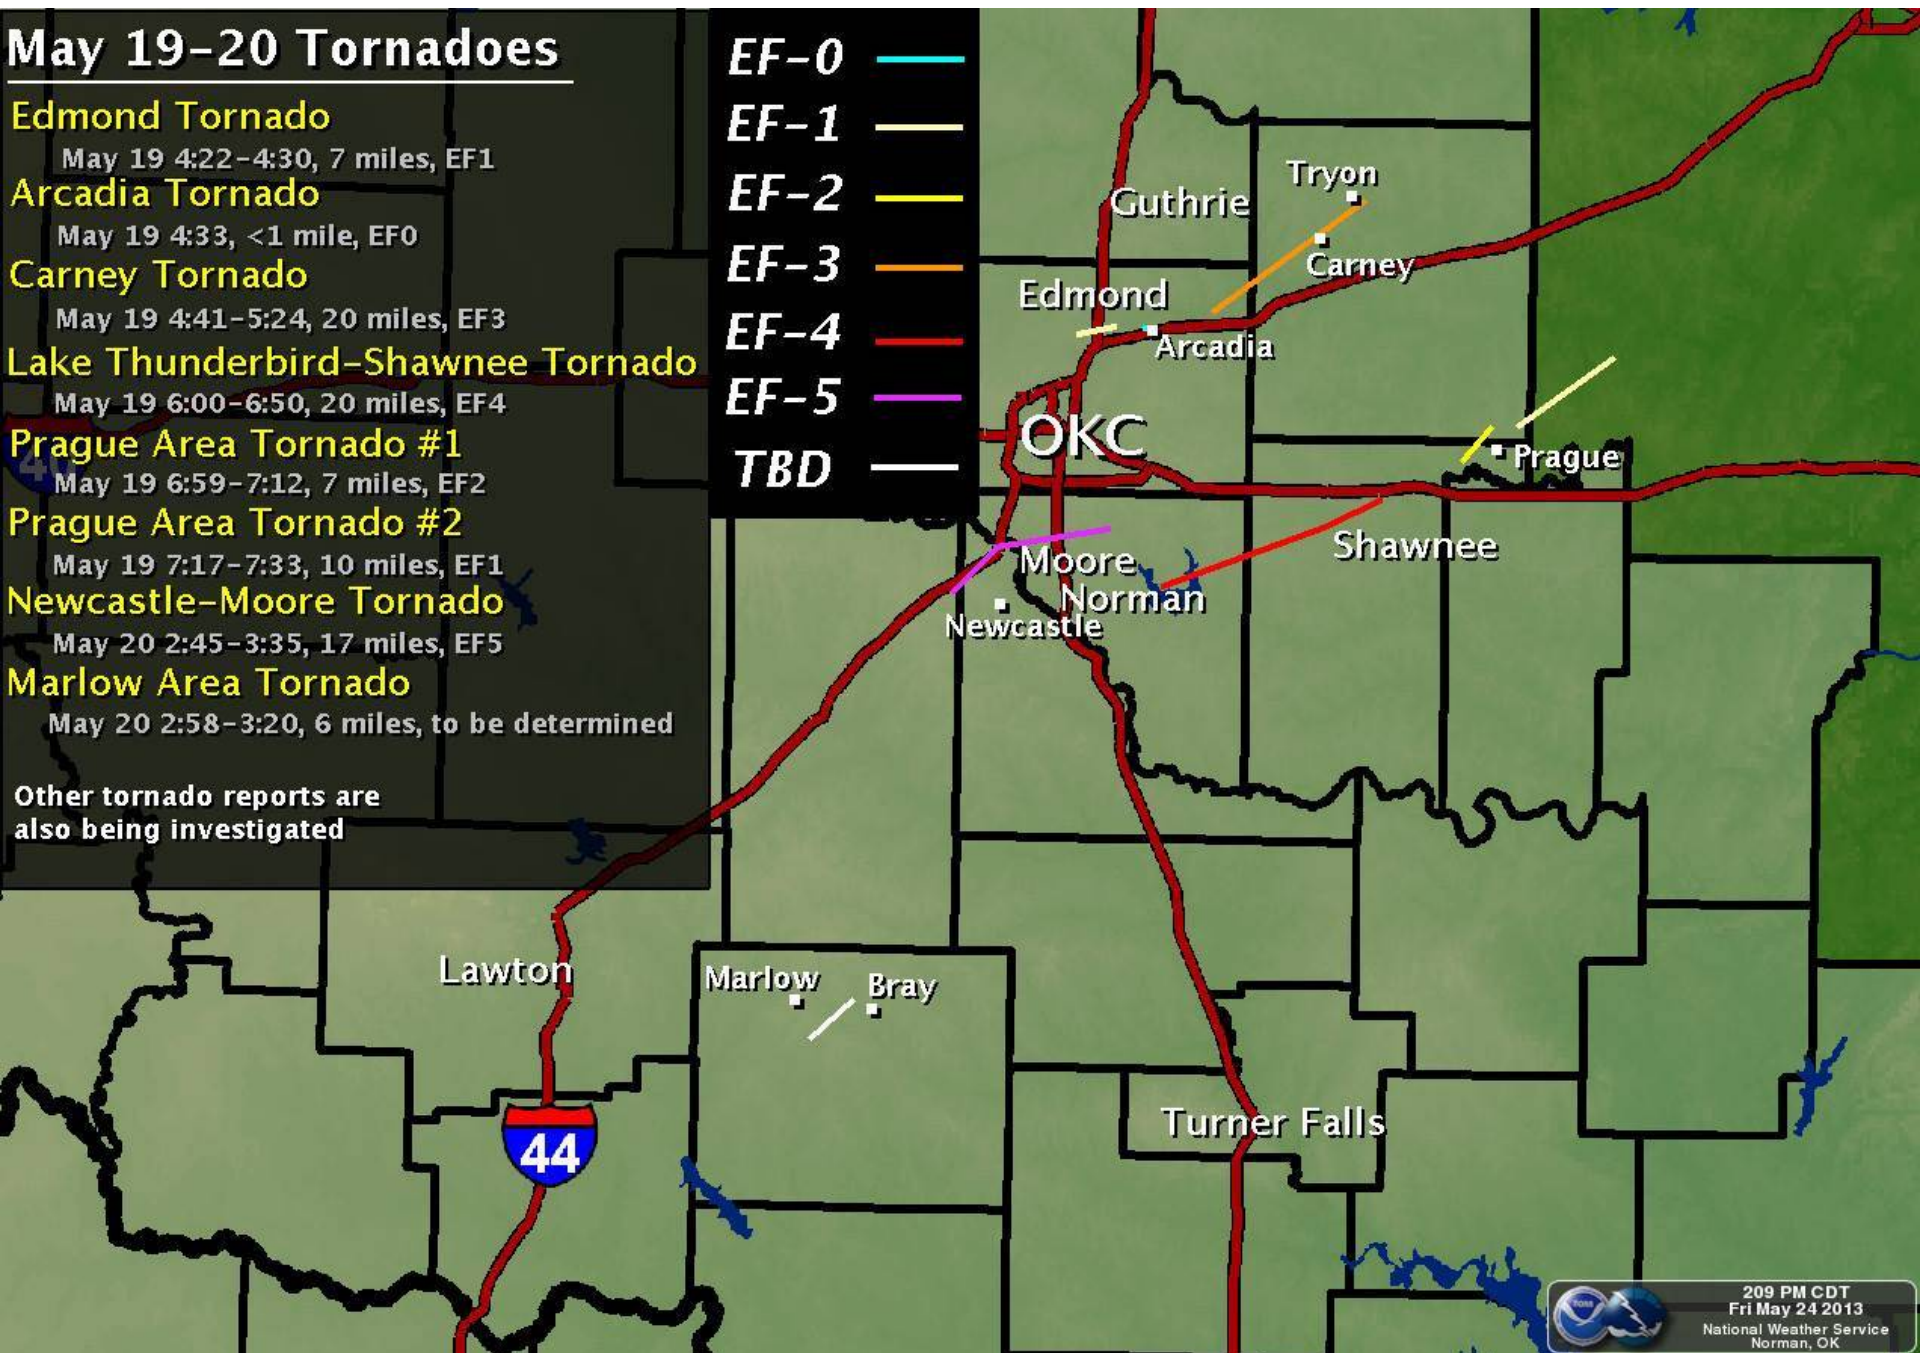 May 19-20 Tornadoes
Edmond Tornado
May 19 4:22-4:30, 7 miles, EF1
Arcadia Tornado
May 19 4:33, <1 mile, EF0
Carney Tornado
May 19 4:41-5:24, 20 miles, EF3
Lake Thunderbird-Shawnee Tornado
May 19 6:00-6:50, 20 miles, EF4
Prague Area Tornado #1
May 19 6:59-7:12, 7 miles, EF2
Prague Area Tornado #2
May 19 7:17-7:33, 10 miles, EF1
Newcastle-Moore Tornado
May 20 2:45-3:35, 17 miles, EF5
Marlow Area Tornado
May 20 2:58-3:20, 6 miles, to be determined
Other tornado reports are
also being investigated
40
EF-0
EF-1
EF-2
EF-3
EF-4
EF-5
TBD
Tryon
Guthrie
Carney
Edmond
Arcadia
OKC
Prague
Shawnee
Moore
Norman
Newcastle
Lawton
Marlow
Bray
Turner Falls
44
209 PM CDT
Fri May 24 2013
National Weather Service
Norman, OK